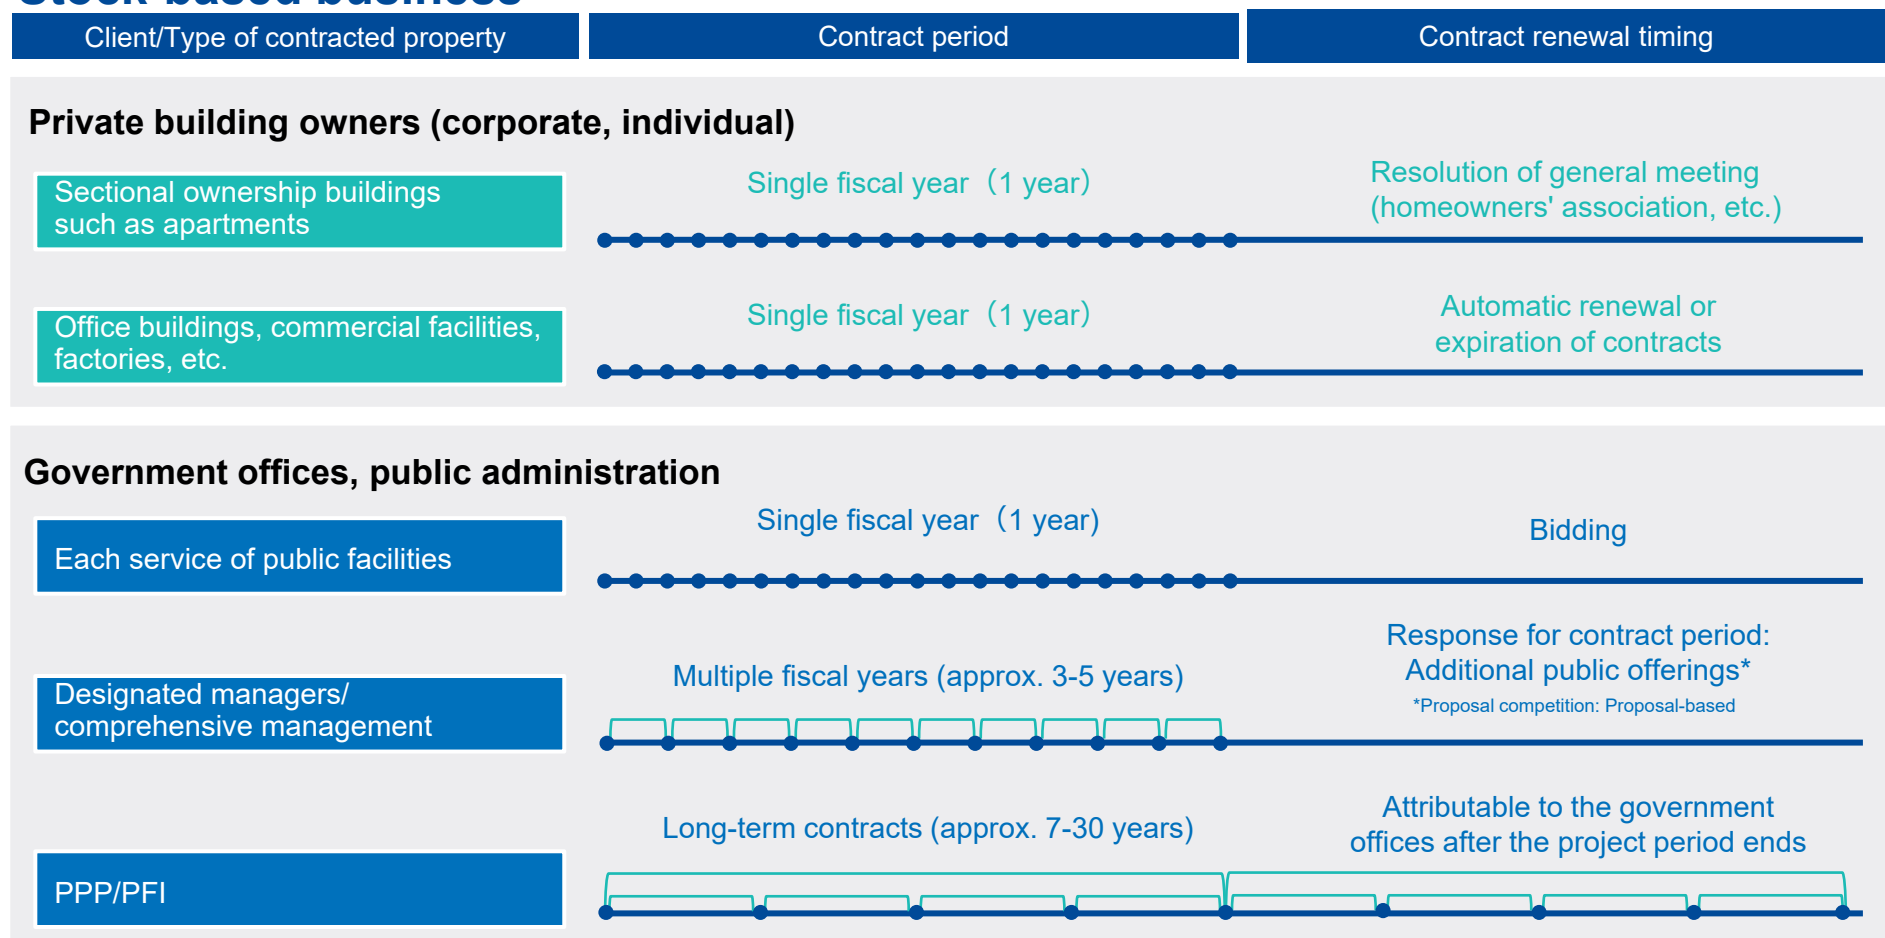 Stock-based business
Client/Type of contracted property
Contract period
Contract renewal timing
Private building owners (corporate, individual)
Sectional ownership buildings
such as apartments
Single fiscal year（1 year）
Resolution of general meeting
(homeowners' association, etc.)
Office buildings, commercial facilities,
factories, etc.
Single fiscal year（1 year）
Automatic renewal or
expiration of contracts
Government offices, public administration
Each service of public facilities
Single fiscal year（1 year)
Bidding
Designated managers/
comprehensive management
Multiple fiscal years (approx. 3-5 years)
Response for contract period:
Additional public offerings*
*Proposal competition: Proposal-based
PPP/PFI
Long-term contracts (approx. 7-30 years)
Attributable to the government
offices after the project period ends